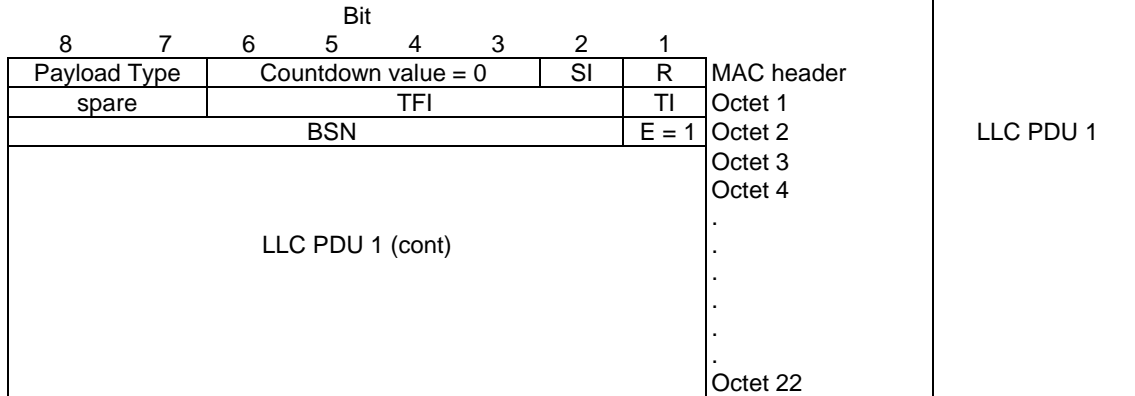 Bit
8 7 6 5 4 3 2 1
Payload Type Countdown value = 0 SI R MAC header
spare TFI TI Octet 1
BSN E = 1 Octet 2 LLC PDU 1
Octet 3
Octet 4
.
LLC PDU 1 (cont) .
.
.
.
.
Octet 22